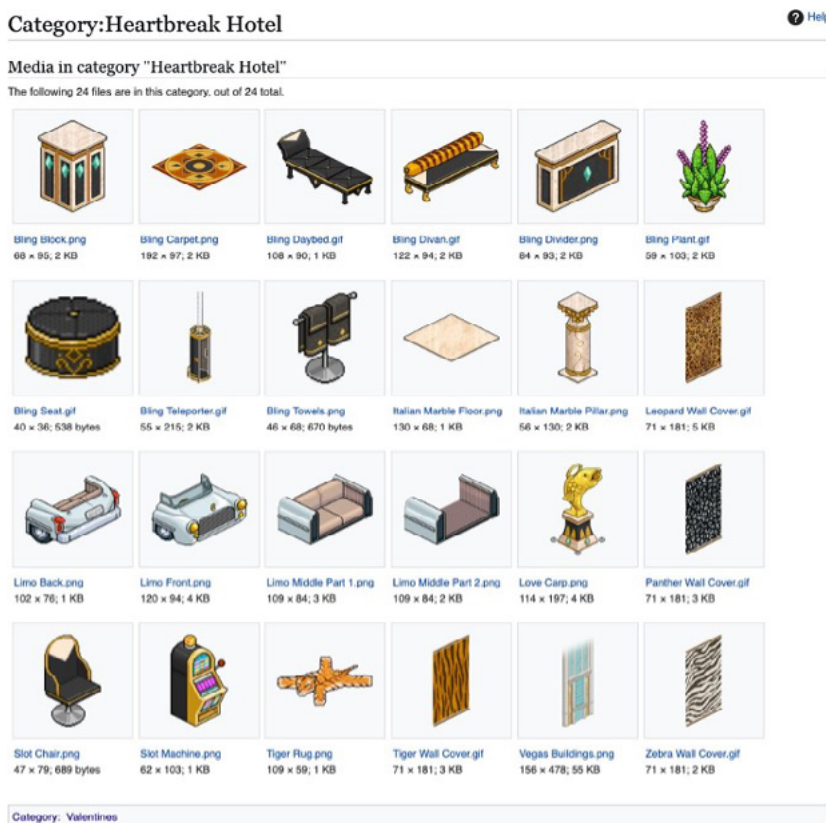 Category:Heartbreak Hotel
Help
Media in category "Heartbreak Hotel"
The following 24 files are in this category, out of 24 total.
Bling Block.png
68 × 95; 2 KB
Bling Carpet.png
192 × 97; 2 KB
Bling Daybed.gif
108 × 90; 1 KB
Bling Divan.gif
122 × 94; 2 KB
Bling Divider.png
84 × 93; 2 KB
Bling Plant.gif
59 × 103; 2 KB
Bling Seat.gif
40 × 36; 538 bytes
Bling Teleporter.gif
55 × 215; 2 KB
Bling Towels.png
46 × 68; 670 bytes
Italian Marble Floor.png
130 × 68; 1 KB
Italian Marble Pillar.png
56 × 130; 2 KB
Leopard Wall Cover.gif
71 × 181; 5 KB
Limo Back.png
102 × 76; 1 KB
Limo Front.png
120 × 94; 4 KB
Limo Middle Part 1.png
109 × 84; 3 KB
Limo Middle Part 2.png
109 × 84; 2 KB
Love Carp.png
114 × 197; 4 KB
Panther Wall Cover.gif
71 × 181; 3 KB
Slot Chair.png
47 × 79; 689 bytes
Slot Machine.png
62 × 103; 1 KB
Tiger Rug.png
109 × 59; 1 KB
Tiger Wall Cover.gif
71 × 181; 3 KB
Vegas Buildings.png
156 × 478; 55 KB
Zebra Wall Cover.gif
71 × 181; 2 KB
Category: Valentines